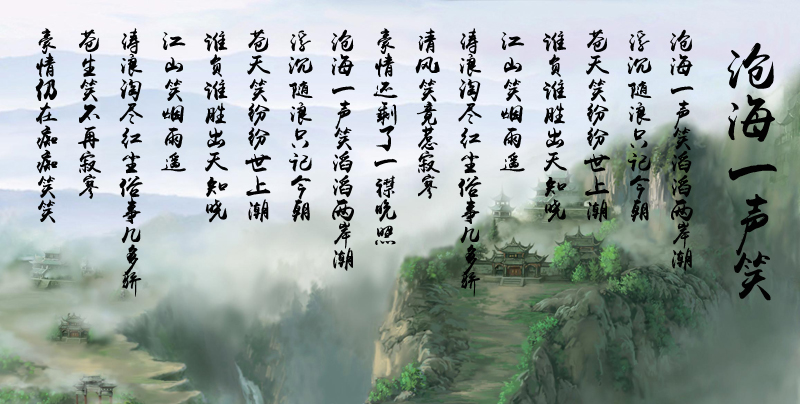 沧海一声笑
沧海一声笑滔滔两岸潮
浮沉随浪只记今朝
苍天笑纷纷世上潮
谁负谁胜出天知晓
江山笑烟雨遥
涛浪淘尽红尘俗事几多骄
清风笑竟惹寂寥
豪情还剩了一襟晚照
沧海一声笑滔滔两岸潮
浮沉随浪只记今朝
苍天笑纷纷世上潮
谁负谁胜出天知晓
江山笑烟雨遥
涛浪淘尽红尘俗事几多骄
苍生笑不再寂寥
豪情仍在痴痴笑笑